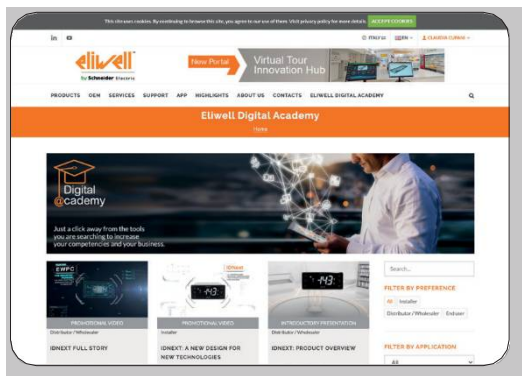 This site uses cookies. By continuing to browse this site, you agree to our use of them. Visit privacy policy for more details. ACCEPT COOKIES
in
EN
eliwell
by Schneider Electric
New Portal
Virtual Tour
Innovation Hub
PRODUCTS OEM SERVICES SUPPORT APP HIGHLIGHTS ABOUT US CONTACTS ELIWELL DIGITAL ACADEMY
Eliwell Digital Academy
Home
Digital
@cademy
Just a click away from the tools
you are searching to increase
your competencies and your business.
EWPC
PROMOTIONAL VIDEO
Distributor / Wholesaler
IDNEXT FULL STORY
IDNext
PROMOTIONAL VIDEO
Installer
IDNEXT: A NEW DESIGN FOR
NEW TECHNOLOGIES
INTRODUCTORY PRESENTATION
Distributor / Wholesaler
IDNEXT: PRODUCT OVERVIEW
Search...
FILTER BY PREFERENCE
All Installer
Distributor / Wholesaler Enduser
FILTER BY APPLICATION
All